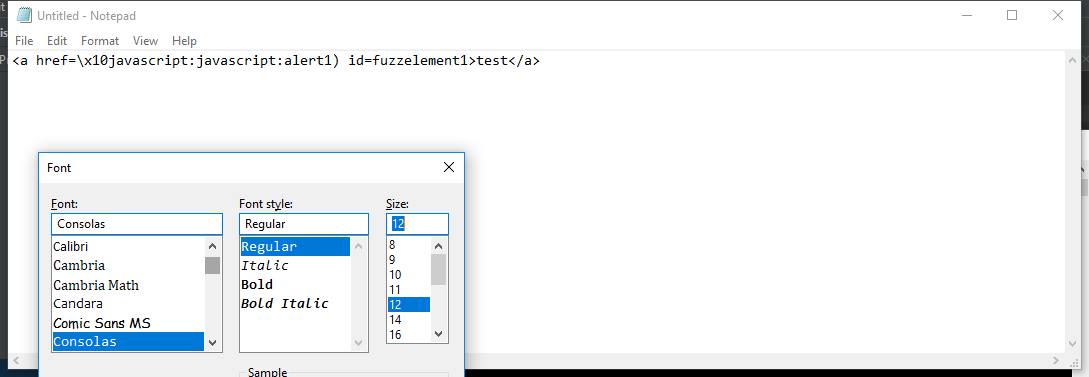 Untitled - Notepad
File Edit Format View Help
<a href=\x10javascript:javascript:alert1) id=fuzzelement1>test</a>
Font
Font: Font style: Size:
Consolas Regular 12
Calibri Regular 8
Cambria Italic 9
Cambria Math Bold 10
Candara Bold Italic 11
Comic Sans MS 12
Consolas 14
16
Sample